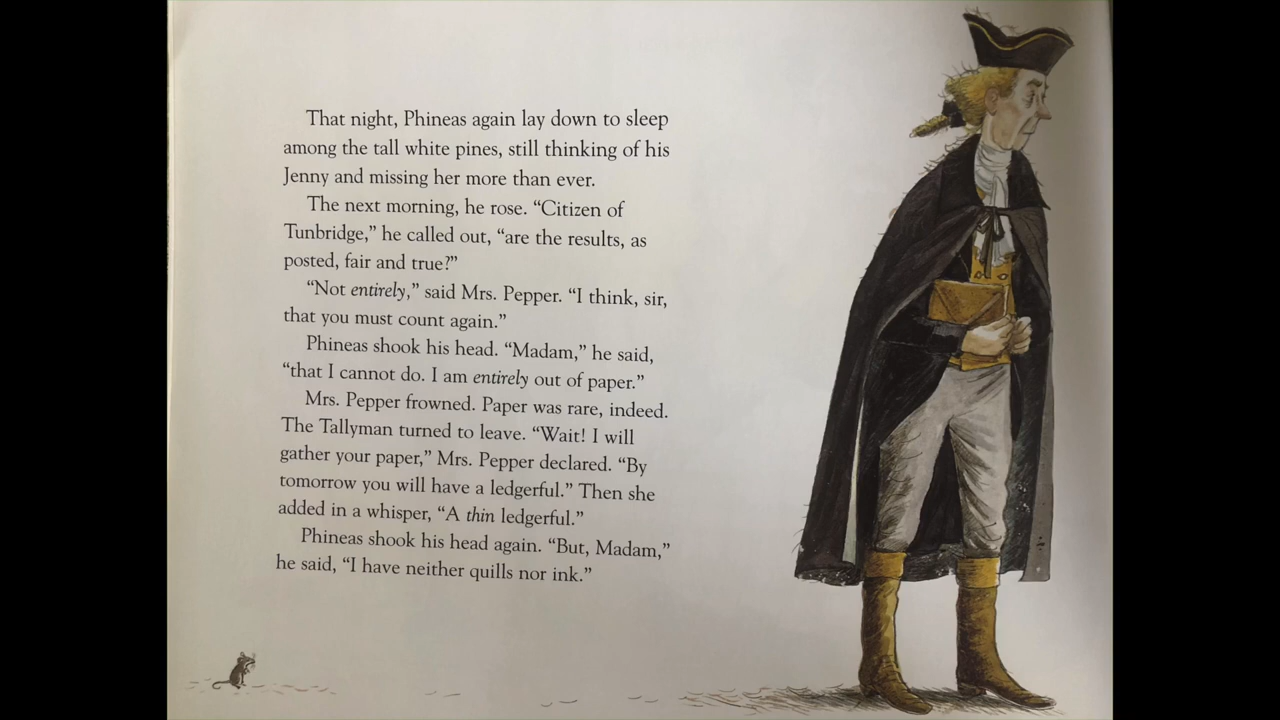 That night, Phineas again lay down to sleep
among the tall white pines, still thinking of his
Jenny and missing her more than ever.
The next morning, he rose. “Citizen of
Tunbridge,” he called out, “are the results, as
posted, fair and true?”
“Not entirely,” said Mrs. Pepper. “I think, sir,
that you must count again.”
Phineas shook his head. “Madam,” he said,
“that I cannot do. I am entirely out of paper.”
Mrs. Pepper frowned. Paper was rare, indeed.
The Tallyman turned to leave. “Wait! I will
gather your paper,” Mrs. Pepper declared. “By
tomorrow you will have a ledgerful.” Then she
added in a whisper, “A thin ledgerful.”
Phineas shook his head again. “But, Madam,”
he said, “I have neither quills nor ink.”